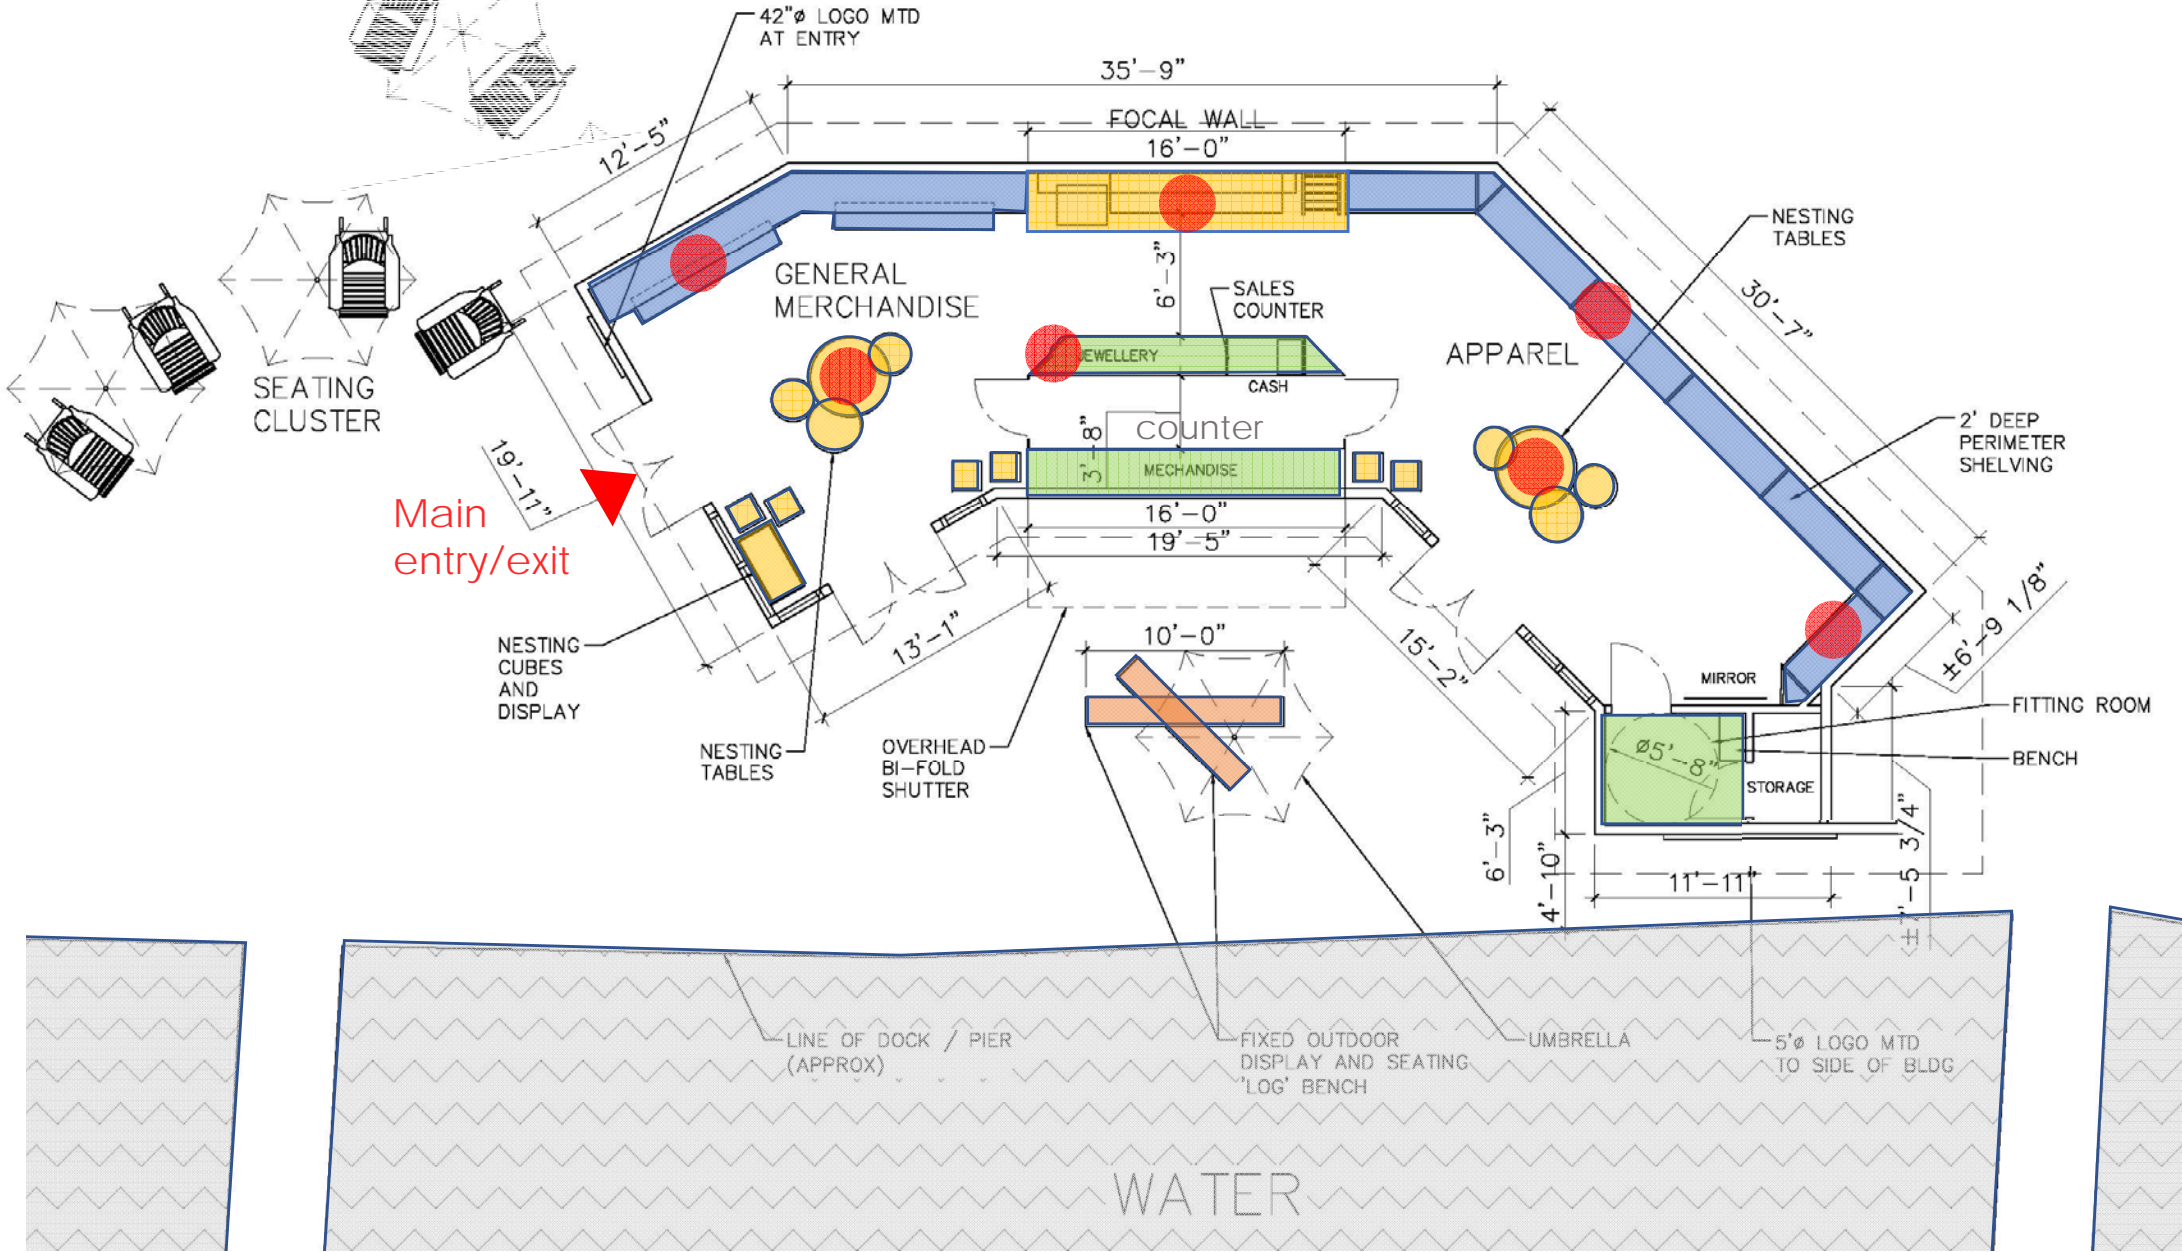 42"ø LOGO MTD
AT ENTRY
35'-9"
FOCAL WALL
16'-0"
12'-5"
NESTING
TABLES
GENERAL
MERCHANDISE
6'-3"
SALES
COUNTER
30'-7"
APPAREL
JEWELLERY
CASH
SEATING
CLUSTER
counter
3'-8"
MECHANDISE
2' DEEP
PERIMETER
SHELVING
19'-11"
Main
entry/exit
16'-0"
19'-5"
13'-1"
10'-0"
15'-2"
±6'-9 1/8"
NESTING
CUBES
AND
DISPLAY
NESTING
TABLES
OVERHEAD
BI-FOLD
SHUTTER
MIRROR
FITTING ROOM
BENCH
ø5'-8"
STORAGE
6'-3"
4'-10"
11'-11"
-5 3/4"
LINE OF DOCK / PIER
(APPROX)
FIXED OUTDOOR
DISPLAY AND SEATING
'LOG' BENCH
UMBRELLA
5'ø LOGO MTD
TO SIDE OF BLDG
WATER